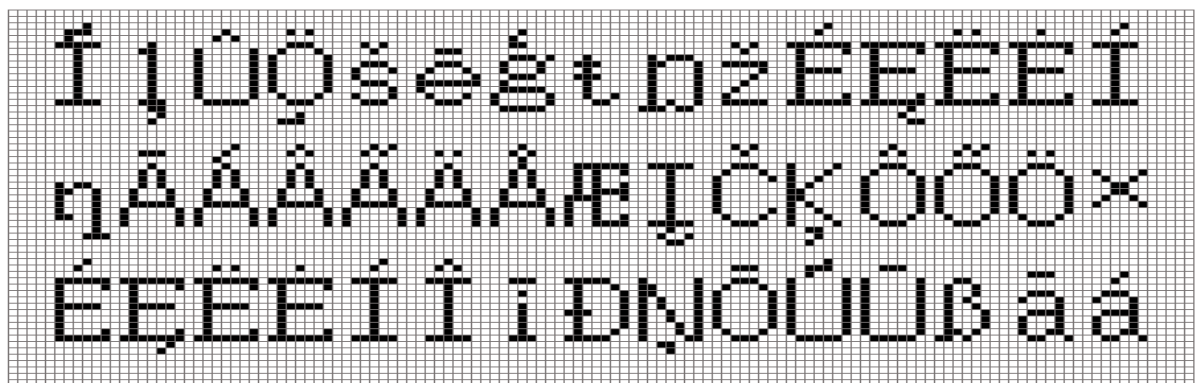 Í ļ Û Ö̧ š ē ģ ŧ Ŋ ž É Ę Ë Ė Í
ŋ Ā Á Â Ã Ä Å Æ Į Č Ķ Ô Õ Ö ×
É Ę Ë Ė Í Î i Đ Ņ Ō Ú Ū ß ā á